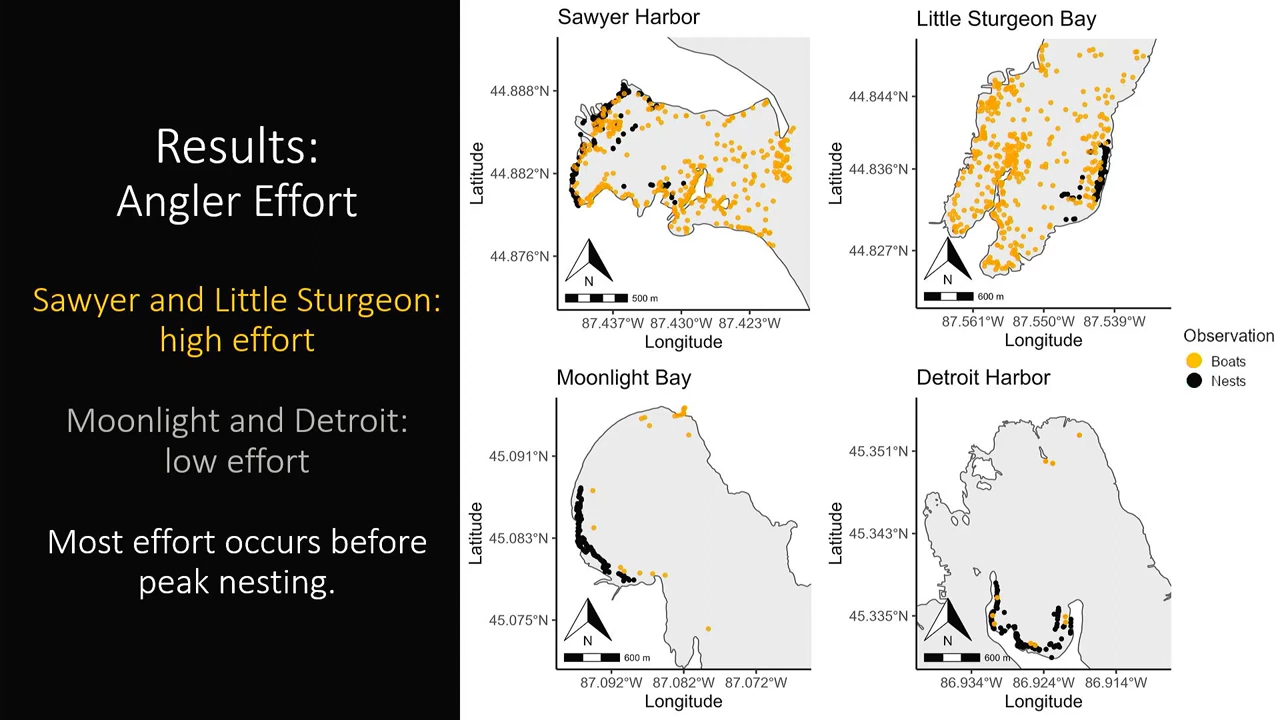 Results:
Angler Effort
Sawyer and Little Sturgeon:
high effort
Moonlight and Detroit:
low effort
Most effort occurs before
peak nesting.
Sawyer Harbor
Latitude
44.888°N
44.882°N
44.876°N
N
500 m
87.437°W 87.430°W 87.423°W
Longitude
Little Sturgeon Bay
Latitude
44.844°N
44.836°N
44.827°N
N
600 m
87.561°W 87.550°W 87.539°W
Longitude
Moonlight Bay
Latitude
45.091°N
45.083°N
45.075°N
N
600 m
87.092°W 87.082°W 87.072°W
Longitude
Detroit Harbor
Latitude
45.351°N
45.343°N
45.335°N
N
600 m
86.934°W 86.924°W 86.914°W
Longitude
Observation
Boats
Nests